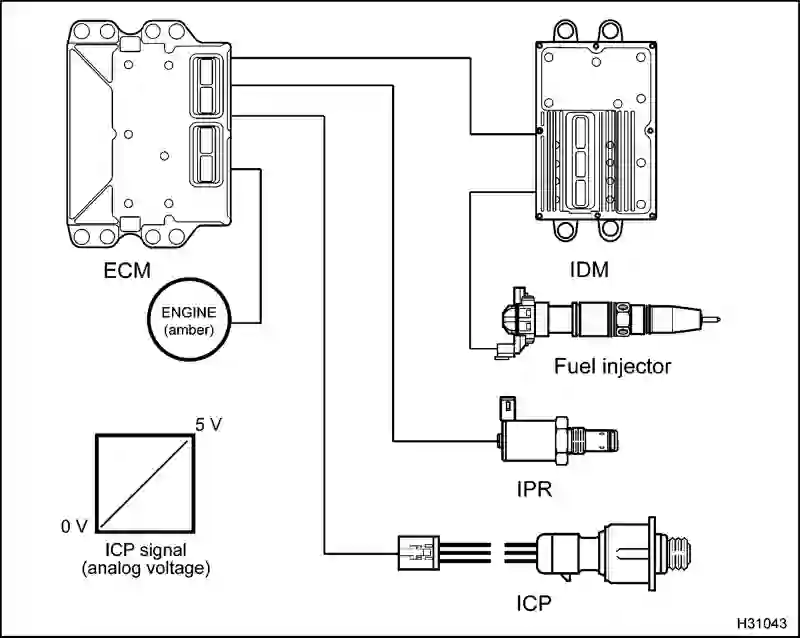 ECM
IDM
ENGINE
(amber)
Fuel injector
5 V
IPR
0 V
ICP signal
(analog voltage)
ICP
H31043